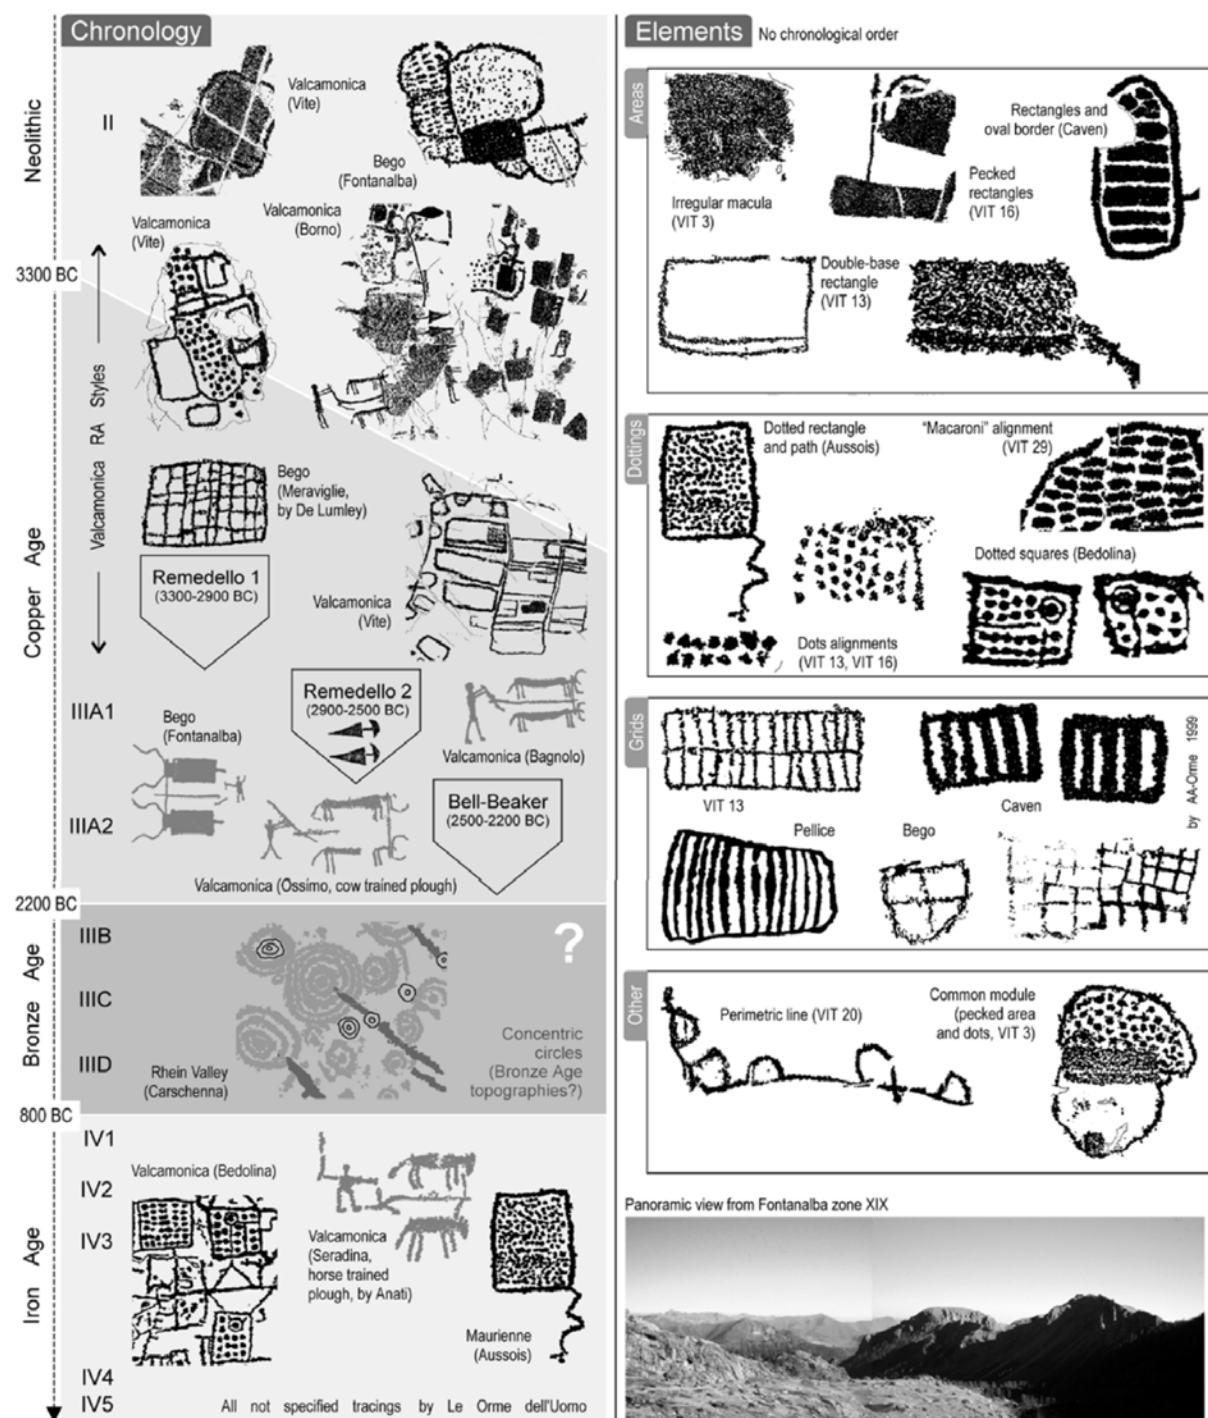 Chronology
Neolithic
Copper Age
Bronze Age
Iron Age
3300 BC
2200 BC
800 BC
Valcamonica RA Styles
II
IIIA1
IIIA2
IIIB
IIIC
IIID
IV1
IV2
IV3
IV4
IV5
Valcamonica
(Vite)
Bego
(Fontanalba)
Valcamonica
(Vite)
Valcamonica
(Borno)
Bego
(Meraviglie,
by De Lumley)
Remedello 1
(3300-2900 BC)
Valcamonica
(Vite)
Remedello 2
(2900-2500 BC)
Bego
(Fontanalba)
Valcamonica (Bagnolo)
Bell-Beaker
(2500-2200 BC)
Valcamonica (Ossimo, cow trained plough)
?
Rhein Valley
(Carschenna)
Concentric
circles
(Bronze Age
topographies?)
Valcamonica (Bedolina)
Valcamonica
(Seradina,
horse trained
plough, by Anati)
Maurienne
(Aussois)
All not specified tracings by Le Orme dell'Uomo
Elements
No chronological order
Areas
Irregular macula
(VIT 3)
Pecked
rectangles
(VIT 16)
Rectangles and
oval border (Caven)
Double-base
rectangle
(VIT 13)
Dottings
Dotted rectangle
and path (Aussois)
"Macaroni" alignment
(VIT 29)
Dotted squares (Bedolina)
Dots alignments
(VIT 13, VIT 16)
Grids
VIT 13
Caven
Pellice
Bego
by AA-Orme 1999
Other
Perimetric line (VIT 20)
Common module
(pecked area
and dots, VIT 3)
Panoramic view from Fontanalba zone XIX